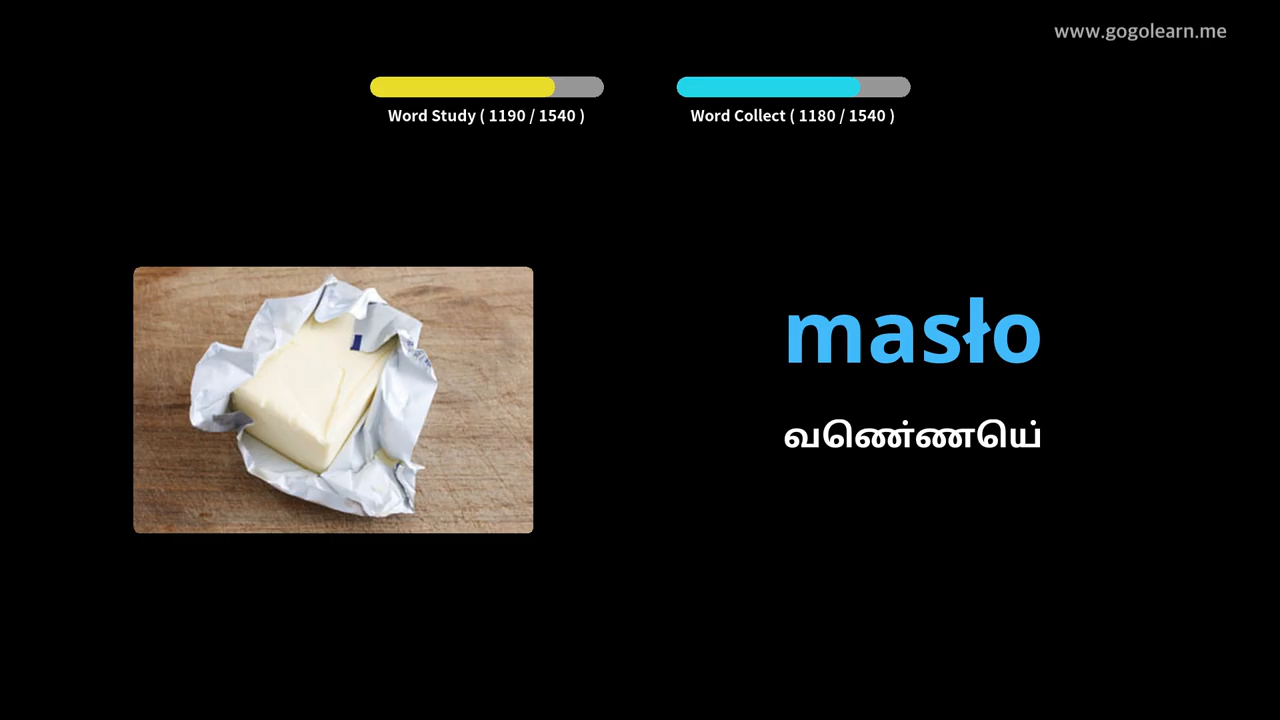 www.gogolearn.me
Word Study ( 1190 / 1540 )
Word Collect ( 1180 / 1540 )
masło
வெண்ணெய்